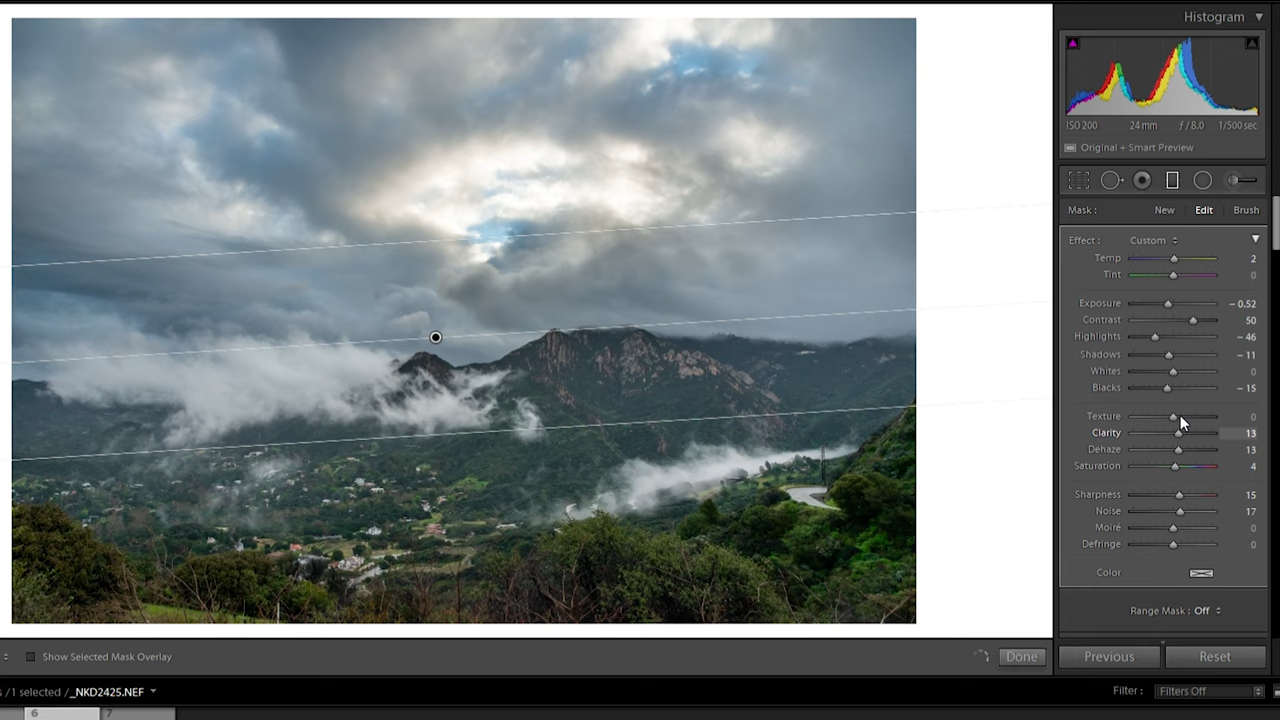 Histogram
ISO 200 24 mm ƒ / 8.0 1/500 sec
Original + Smart Preview
Mask : New Edit Brush
Effect : Custom
Temp 2
Tint 0
Exposure – 0.52
Contrast 50
Highlights – 46
Shadows – 11
Whites 0
Blacks – 15
Texture 0
Clarity 13
Dehaze 13
Saturation 4
Sharpness 15
Noise 17
Moiré 0
Defringe 0
Color
Range Mask : Off
Show Selected Mask Overlay Done Previous Reset
s /1 selected /_NKD2425.NEF Filter : Filters Off
6 7